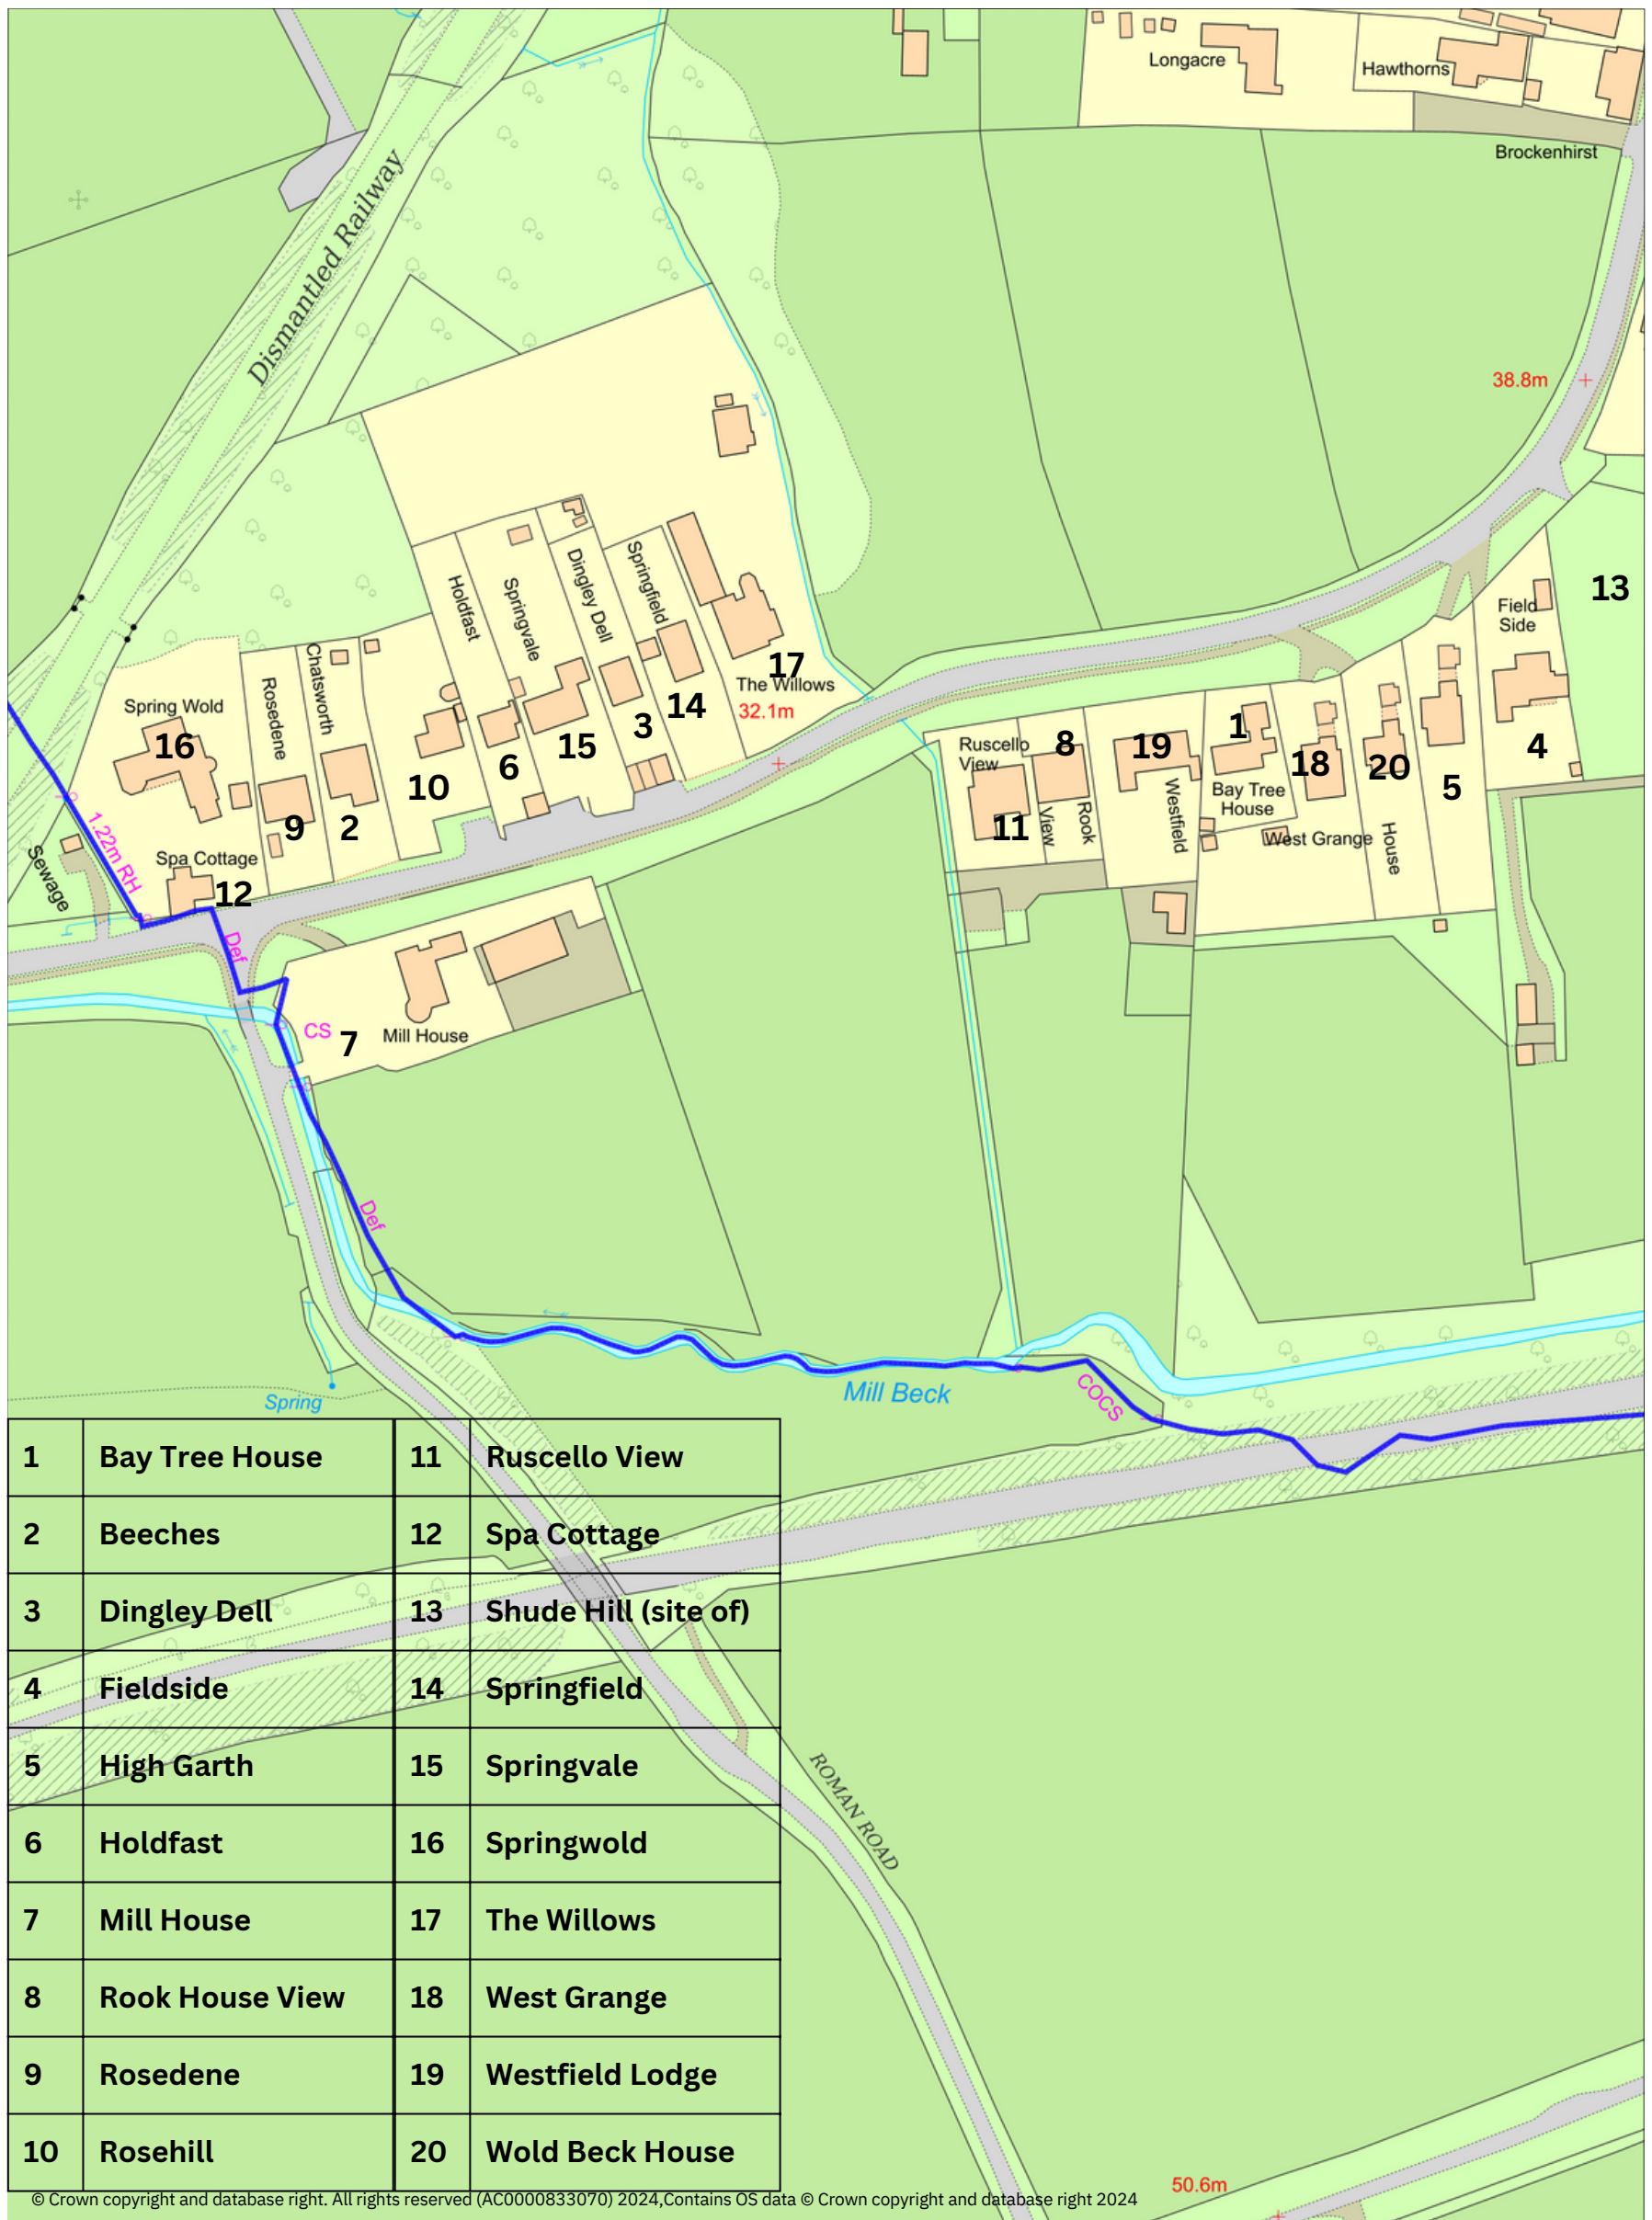 Longacre
Hawthorns
Brockenhirst
Dismantled Railway
38.8m
13
Field
Side
4
Holdfast
Springvale
Dingley Dell
Springfield
17
The Willows
32.1m
14
3
15
6
10
Chatsworth
Rosedene
Spring Wold
16
9
2
Ruscello
View
8
11
View
Rook
19
Westfield
1
Bay Tree
House
18
West Grange
20
House
5
1.22m RH
Sewage
Spa Cottage
12
Def
CS
7
Mill House
Def
Spring
Mill Beck
COCS
1 Bay Tree House 11 Ruscello View
2 Beeches 12 Spa Cottage
3 Dingley Dell 13 Shude Hill (site of)
4 Fieldside 14 Springfield
5 High Garth 15 Springvale
6 Holdfast 16 Springwold
7 Mill House 17 The Willows
8 Rook House View 18 West Grange
9 Rosedene 19 Westfield Lodge
10 Rosehill 20 Wold Beck House
ROMAN ROAD
50.6m
© Crown copyright and database right. All rights reserved (AC0000833070) 2024,Contains OS data © Crown copyright and database right 2024